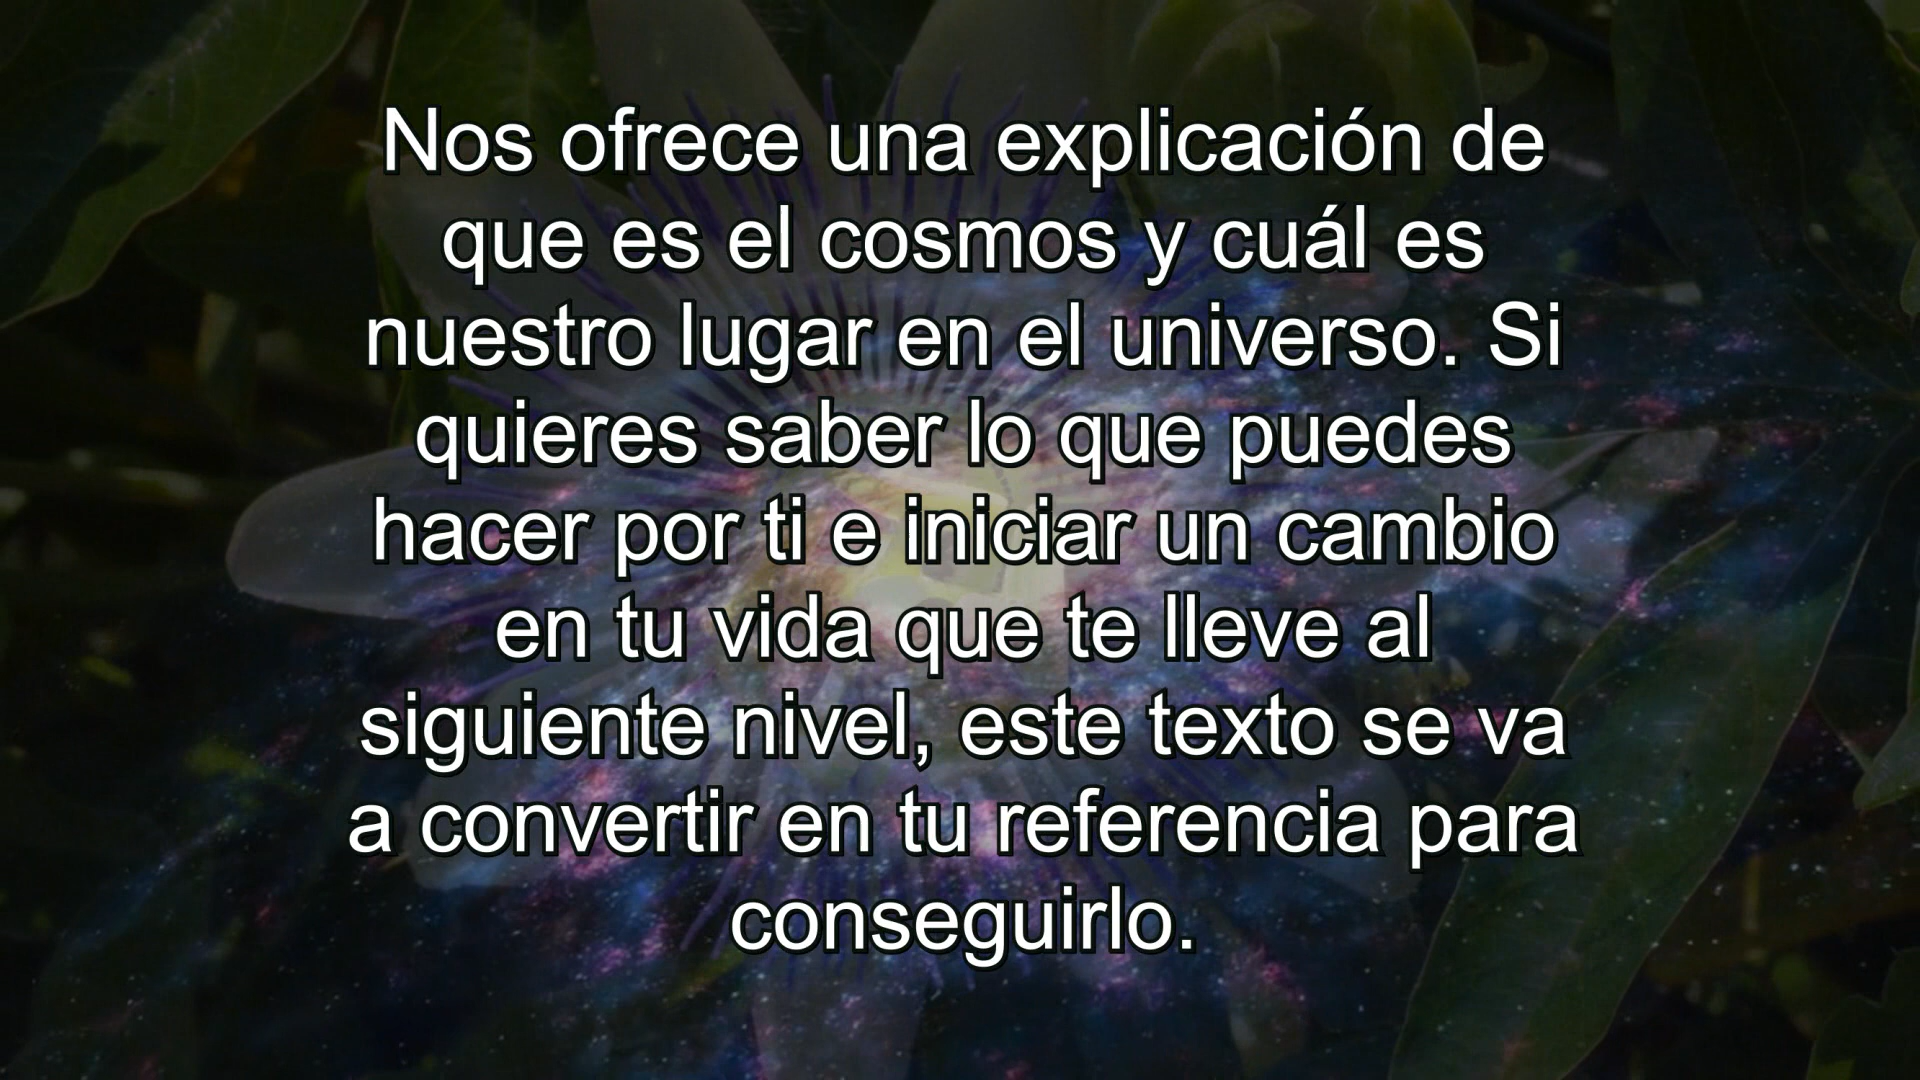 Nos ofrece una explicación de
que es el cosmos y cuál es
nuestro lugar en el universo. Si
quieres saber lo que puedes
hacer por ti e iniciar un cambio
en tu vida que te lleve al
siguiente nivel, este texto se va
a convertir en tu referencia para
conseguirlo.